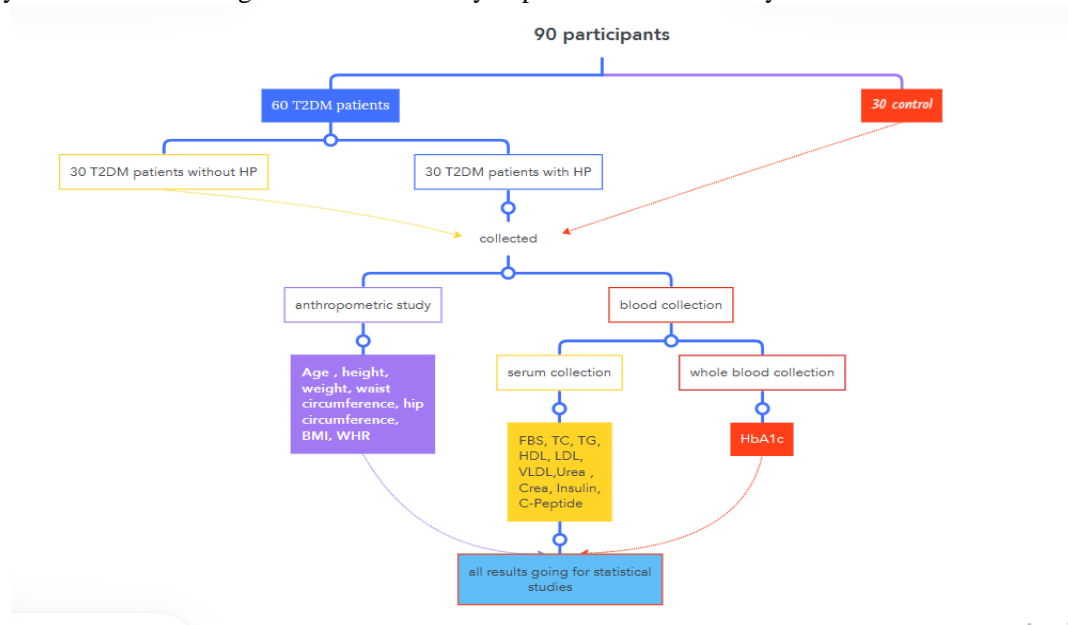 90 participants
60 T2DM patients
30 control
30 T2DM patients without HP
30 T2DM patients with HP
collected
anthropometric study
blood collection
Age , height,
weight, waist
circumference, hip
circumference,
BMI, WHR
serum collection
whole blood collection
FBS, TC, TG,
HDL, LDL,
VLDL,Urea ,
Crea, Insulin,
C-Peptide
HbA1c
all results going for statistical
studies